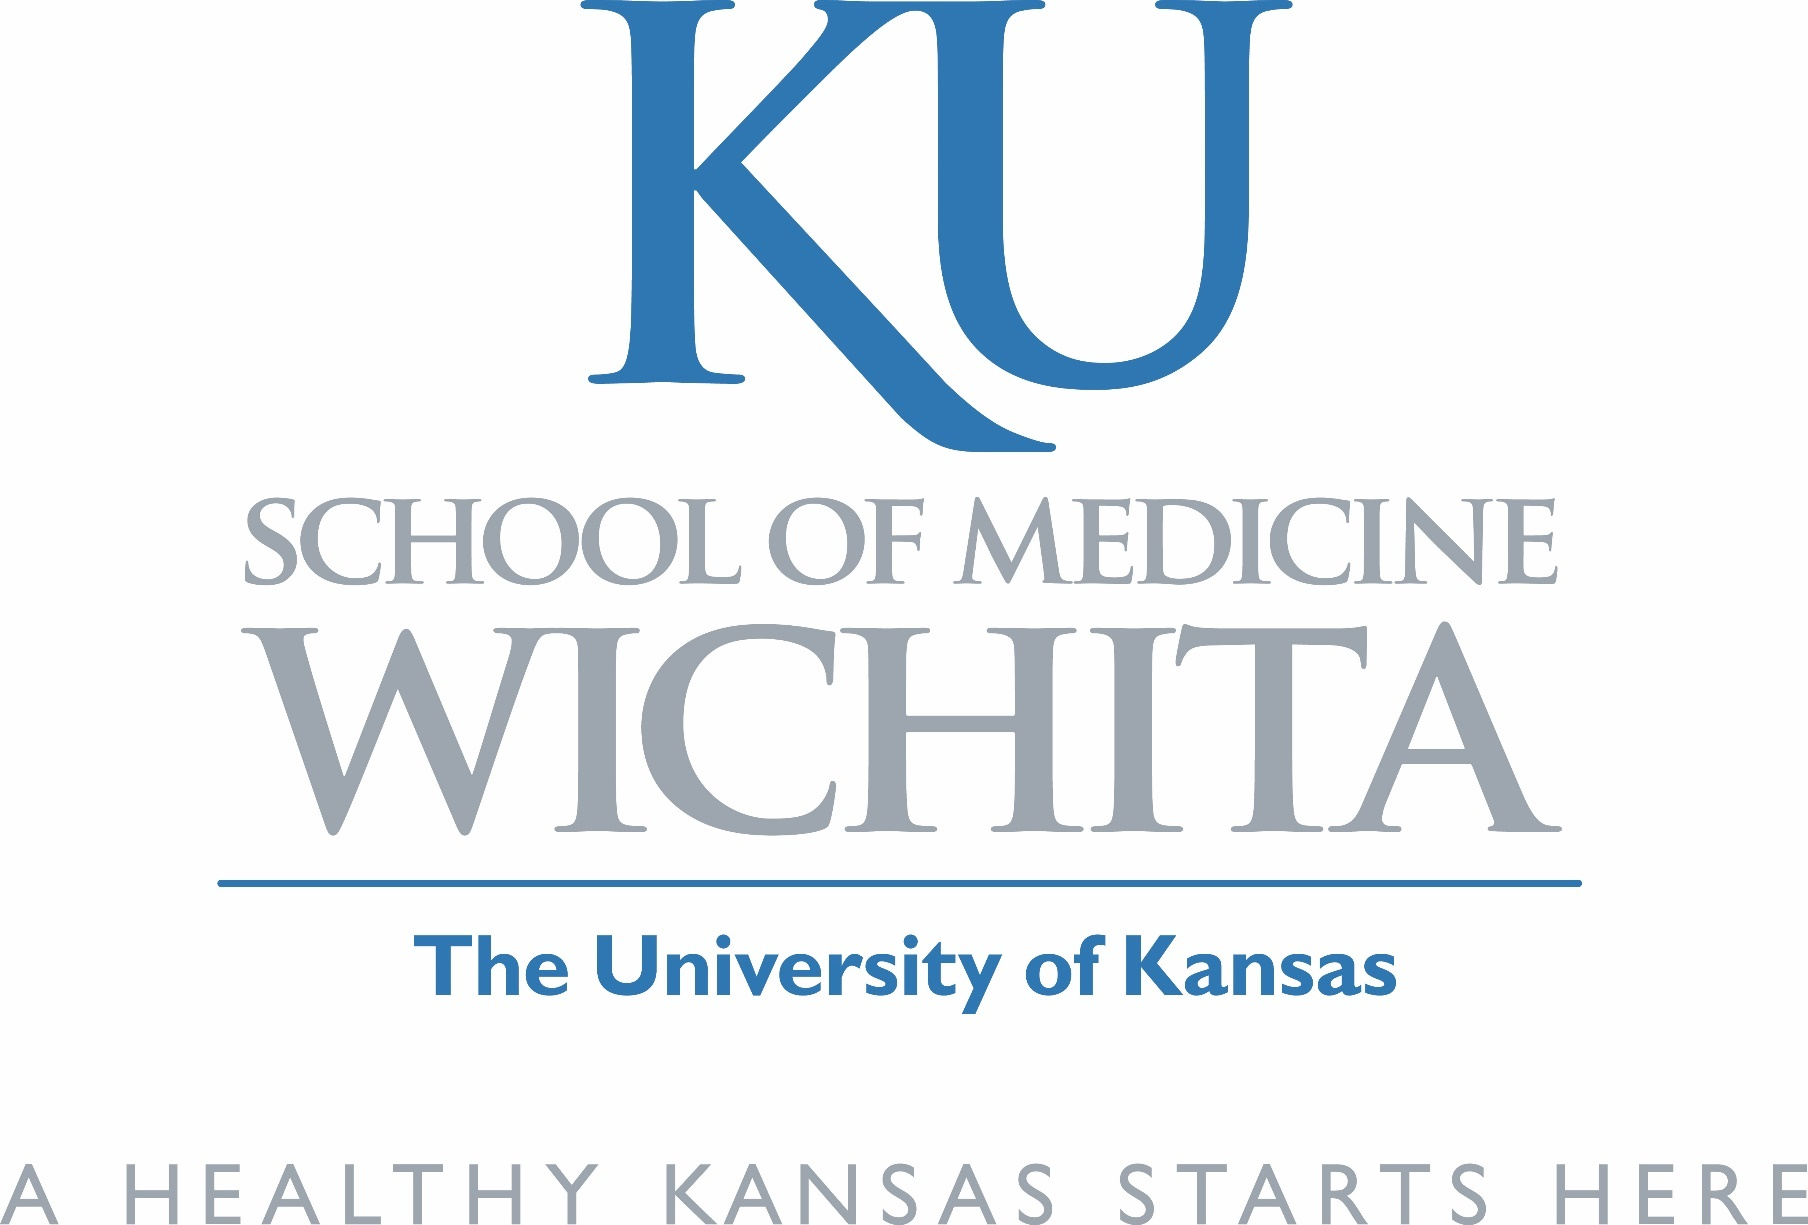 KU
SCHOOL OF MEDICINE
WICHITA
The University of Kansas
A HEALTHY KANSAS STARTS HERE